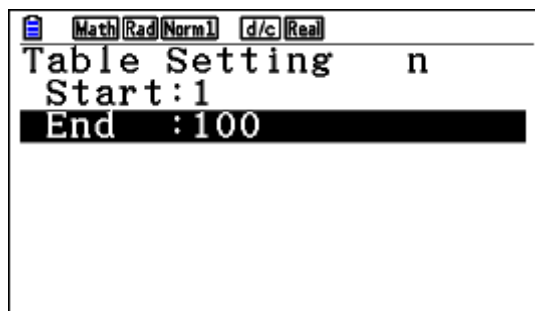 Math Rad Norm1 d/c Real
Table Setting n
Start:1
End :100